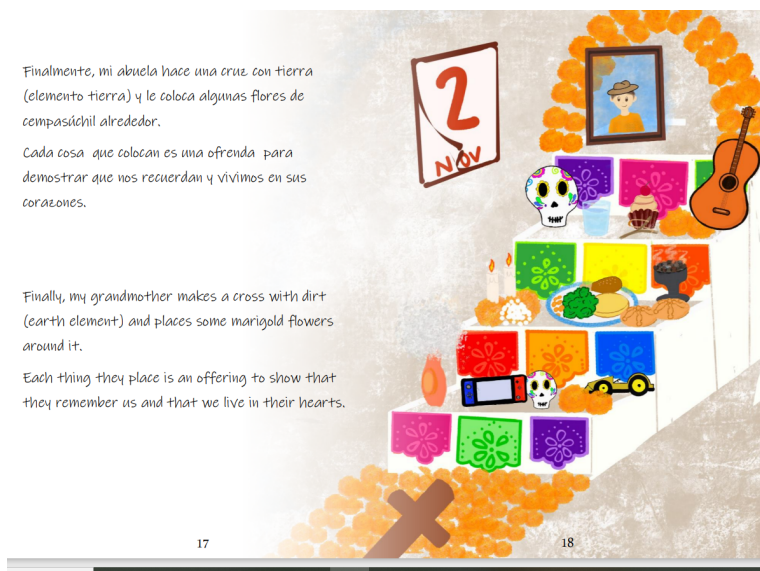 Finalmente, mi abuela hace una cruz con tierra
(elemento tierra) y le coloca algunas flores de
cempasúchil alrededor.
Cada cosa que colocan es una ofrenda para
demostrar que nos recuerdan y vivimos en sus
corazones.
Finally, my grandmother makes a cross with dirt
(earth element) and places some marigold flowers
around it.
Each thing they place is an offering to show that
they remember us and that we live in their hearts.
17
2
NOV
18